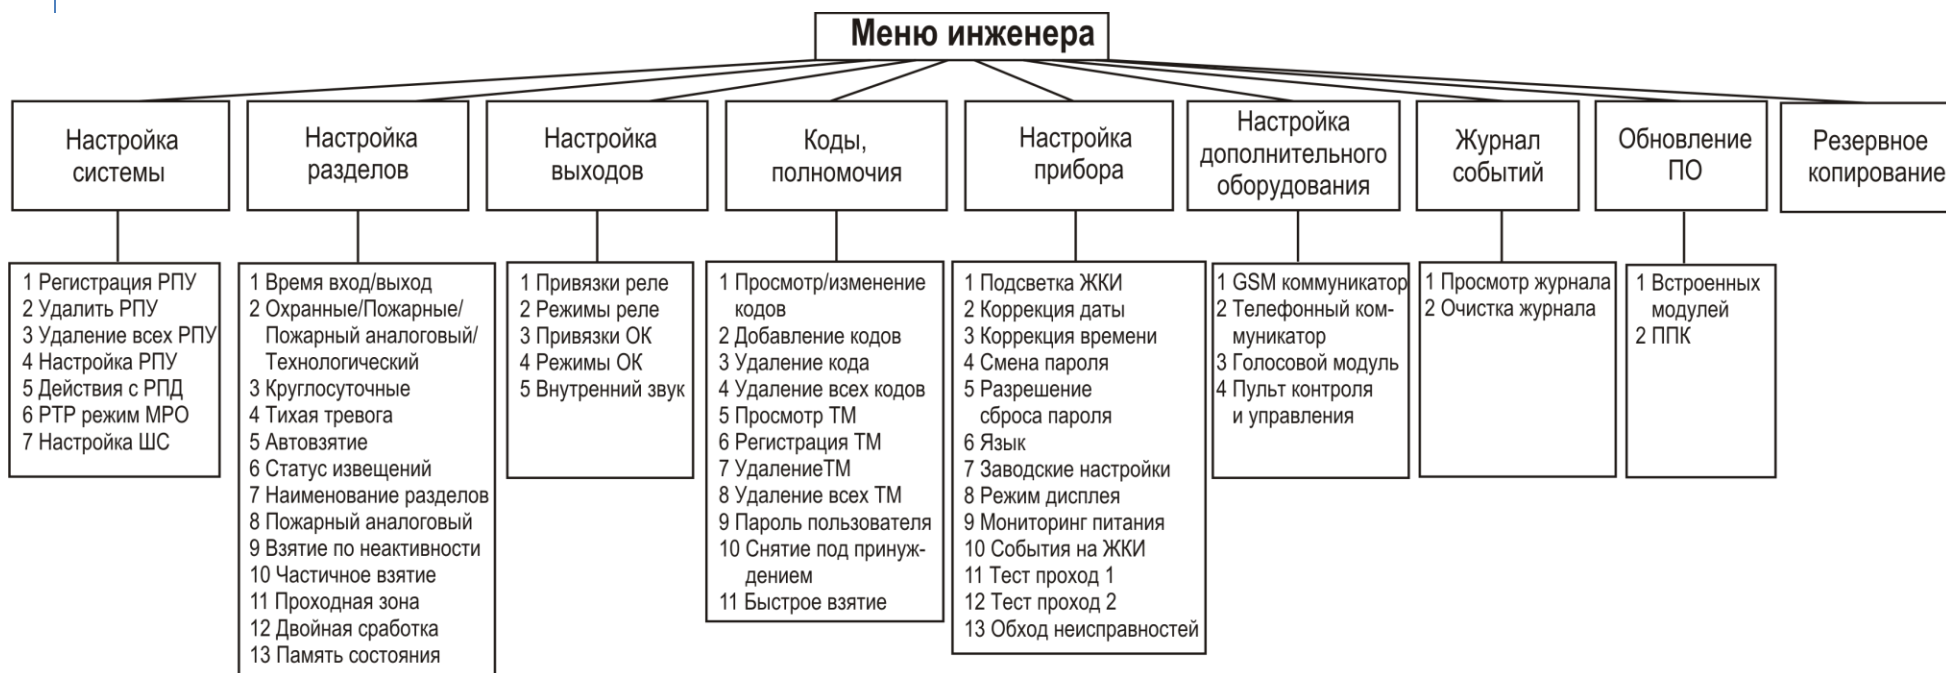 Меню инженера
Настройка
системы
Настройка
разделов
Настройка
выходов
Коды,
полномочия
Настройка
прибора
Настройка
дополнительного
оборудования
Журнал
событий
Обновление
ПО
Резервное
копирование
1 Регистрация РПУ
2 Удалить РПУ
3 Удаление всех РПУ
4 Настройка РПУ
5 Действия с РПД
6 РТР режим МРО
7 Настройка ШС
1 Время вход/выход
2 Охранные/Пожарные/
Пожарный аналоговый/
Технологический
3 Круглосуточные
4 Тихая тревога
5 Автовзятие
6 Статус извещений
7 Наименование разделов
8 Пожарный аналоговый
9 Взятие по неактивности
10 Частичное взятие
11 Проходная зона
12 Двойная сработка
13 Память состояния
1 Привязки реле
2 Режимы реле
3 Привязки ОК
4 Режимы ОК
5 Внутренний звук
1 Просмотр/изменение
кодов
2 Добавление кодов
3 Удаление кода
4 Удаление всех кодов
5 Просмотр ТМ
6 Регистрация ТМ
7 УдалениеТМ
8 Удаление всех ТМ
9 Пароль пользователя
10 Снятие под принуж-
дением
11 Быстрое взятие
1 Подсветка ЖКИ
2 Коррекция даты
3 Коррекция времени
4 Смена пароля
5 Разрешение
сброса пароля
6 Язык
7 Заводские настройки
8 Режим дисплея
9 Мониторинг питания
10 События на ЖКИ
11 Тест проход 1
12 Тест проход 2
13 Обход неисправностей
1 GSM коммуникатор
2 Телефонный ком-
муникатор
3 Голосовой модуль
4 Пульт контроля
и управления
1 Просмотр журнала
2 Очистка журнала
1 Встроенных
модулей
2 ППК